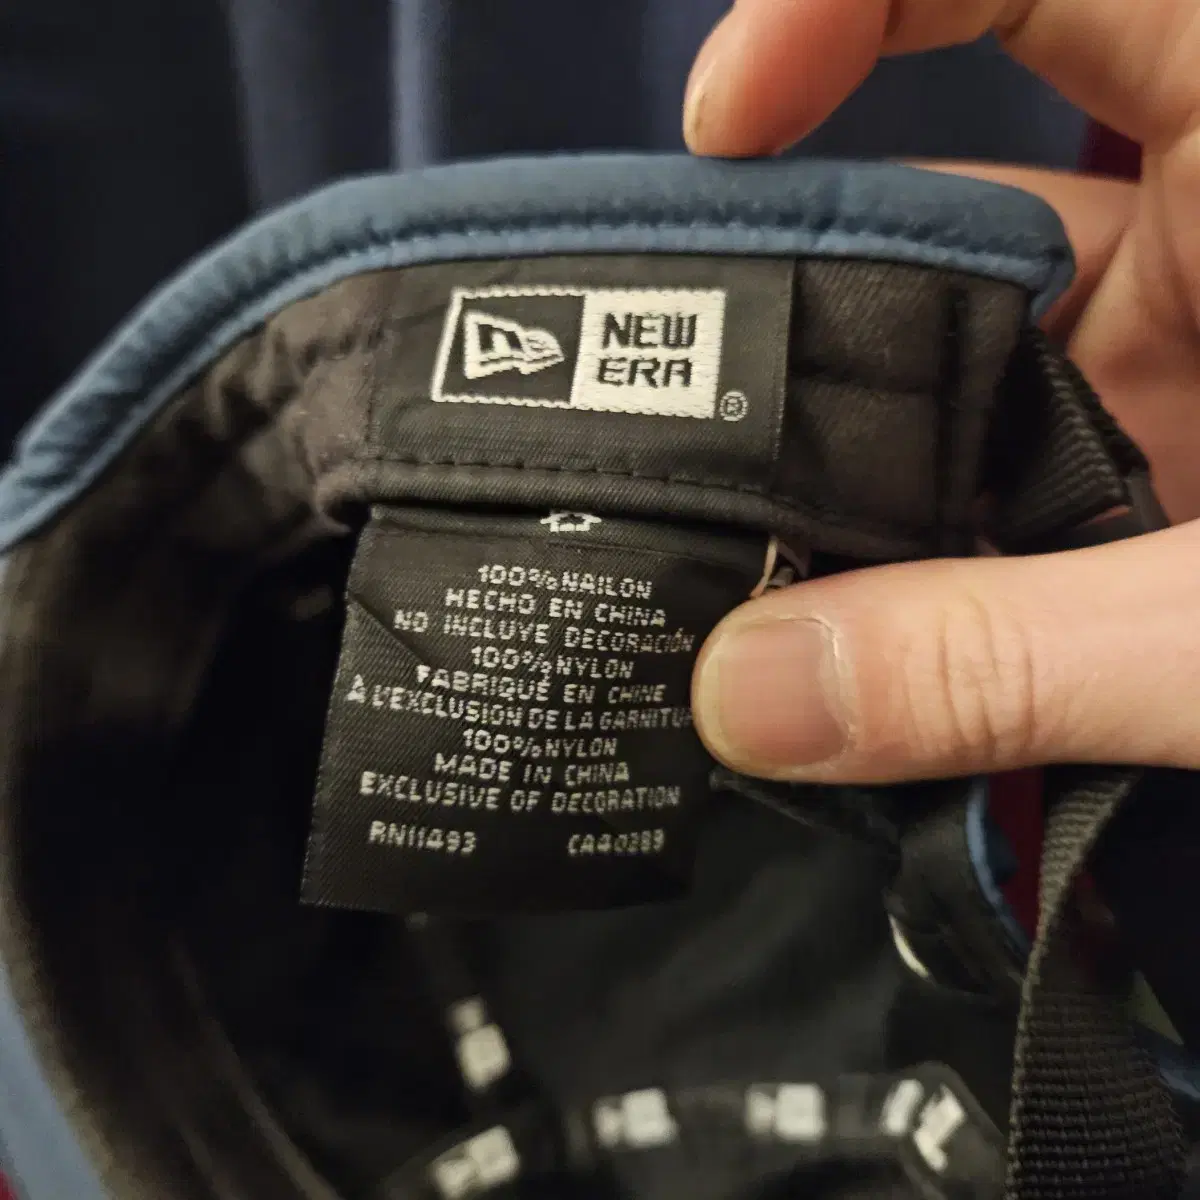 NEW
ERA
®
100% NAILON
HECHO EN CHINA
NO INCLUYE DECORACIÓN
100% NYLON
FABRIQUÉ EN CHINE
À L'EXCLUSION DE LA GARNITU
100% NYLON
MADE IN CHINA
EXCLUSIVE OF DECORATION
RN11493 CA40289